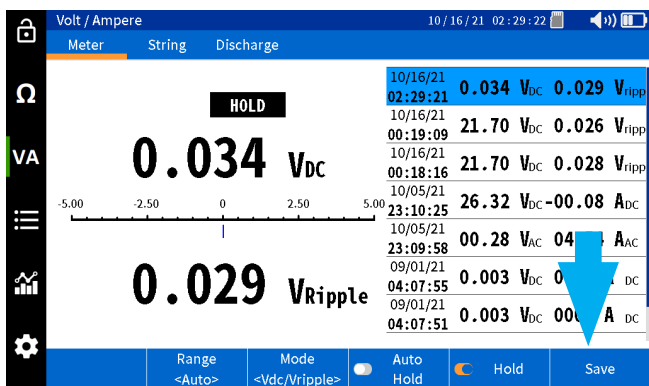 Volt / Ampere
10/16/21 02:29:22
Meter String Discharge
Ω
VA
HOLD
0.034 VDC
-5.00 -2.50 0 2.50 5.00
0.029 VRipple
10/16/21
02:29:21 0.034 VDC 0.029 Vripp
10/16/21
00:19:09 21.70 VDC 0.026 Vripp
10/16/21
00:18:16 21.70 VDC 0.028 Vripp
10/05/21
23:10:25 26.32 VDC -00.08 ADC
10/05/21
23:09:58 00.28 VAC AAC
09/01/21
04:07:55 0.003 VDC DC
09/01/21
04:07:51 0.003 VDC A DC
Range
<Auto>
Mode
<Vdc/Vripple>
Auto
Hold
Hold
Save